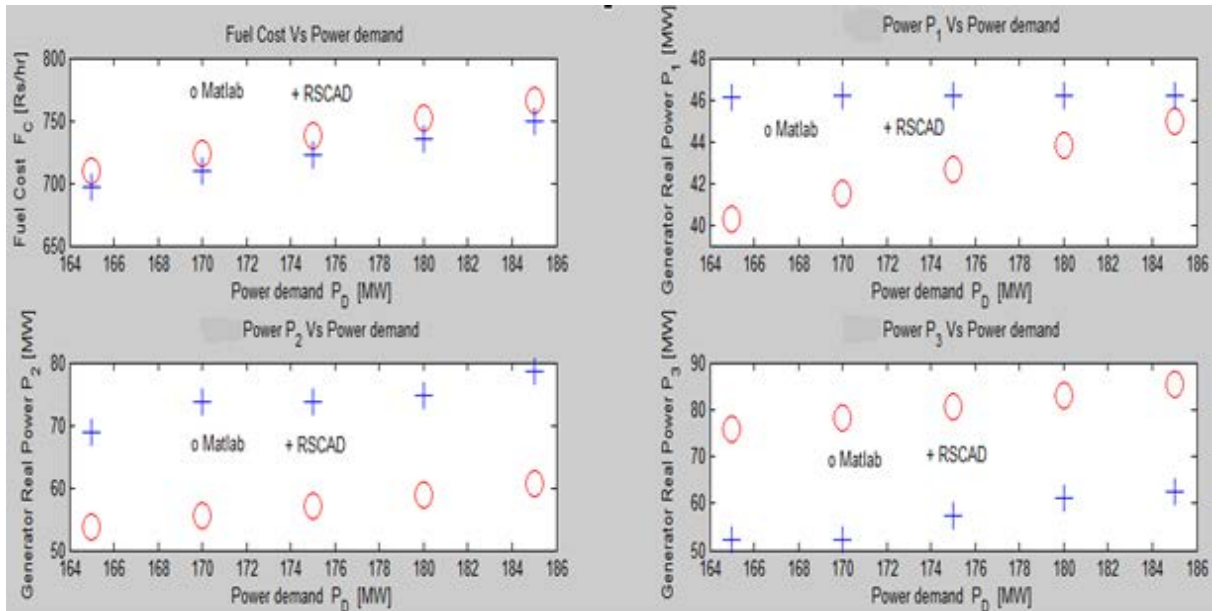 Fuel Cost Vs Power demand
Fuel Cost F_C [Rs/hr]
800
750
700
650
o Matlab + RSCAD
164 166 168 170 172 174 176 178 180 182 184 186
Power demand P_D [MW]
Power P_1 Vs Power demand
Generator Real Power P_1 [MW]
48
46
44
42
40
o Matlab + RSCAD
164 166 168 170 172 174 176 178 180 182 184 186
Power demand P_D [MW]
Power P_2 Vs Power demand
Generator Real Power P_2 [MW]
80
70
60
50
o Matlab + RSCAD
164 166 168 170 172 174 176 178 180 182 184 186
Power demand P_D [MW]
Power P_3 Vs Power demand
Generator Real Power P_3 [MW]
90
80
70
60
50
o Matlab + RSCAD
164 166 168 170 172 174 176 178 180 182 184 186
Power demand P_D [MW]